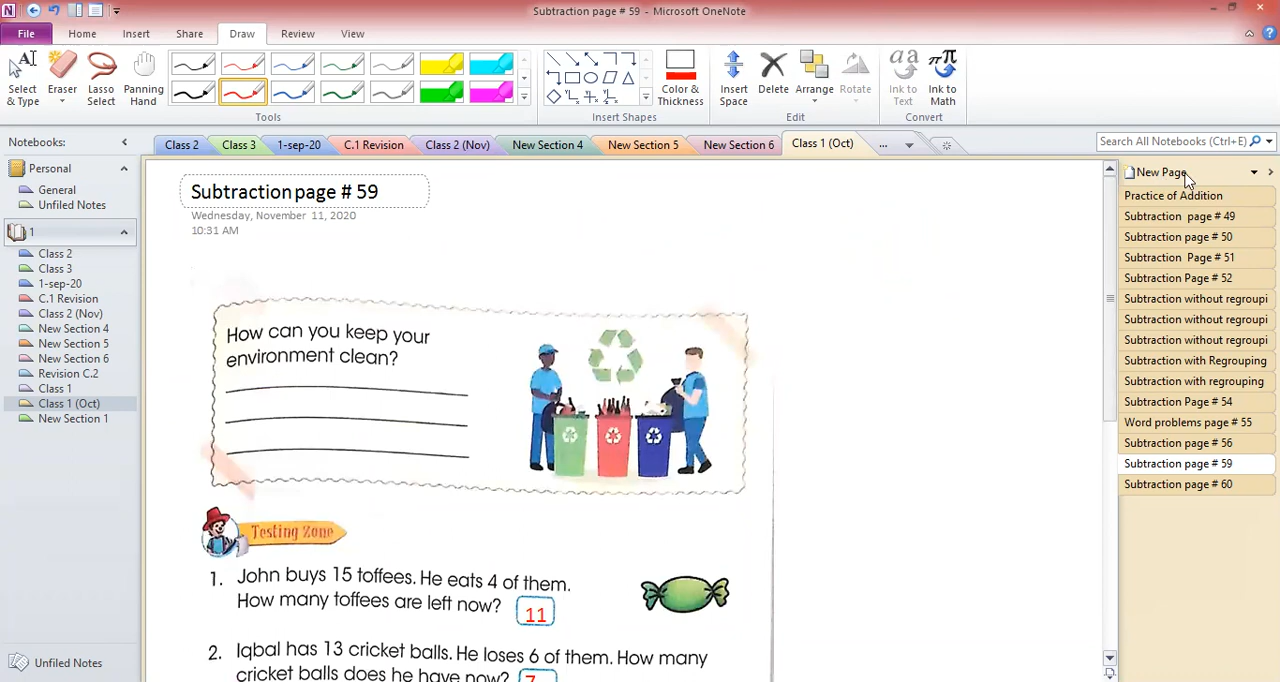 Subtraction page # 59 - Microsoft OneNote
File Home Insert Share Draw Review View
Select & Type
Eraser
Lasso Select
Panning Hand
Color & Thickness
Insert Space
Delete
Arrange
Rotate
Ink to Text
Ink to Math
Tools
Insert Shapes
Edit
Convert
Notebooks:
Class 2 Class 3 1-sep-20 C.1 Revision Class 2 (Nov) New Section 4 New Section 5 New Section 6 Class 1 (Oct) ...
Search All Notebooks (Ctrl+E)
Personal
General
Unfiled Notes
1
Class 2
Class 3
1-sep-20
C.1 Revision
Class 2 (Nov)
New Section 4
New Section 5
New Section 6
Revision C.2
Class 1
Class 1 (Oct)
New Section 1
Unfiled Notes
Subtraction page # 59
Wednesday, November 11, 2020
10:31 AM
How can you keep your
environment clean?
Testing Zone
1. John buys 15 toffees. He eats 4 of them.
How many toffees are left now? 11
2. Iqbal has 13 cricket balls. He loses 6 of them. How many
cricket balls does he have now? 7
New Page
Practice of Addition
Subtraction page # 49
Subtraction page # 50
Subtraction Page # 51
Subtraction Page # 52
Subtraction without regroupi
Subtraction without regroupi
Subtraction without regroupi
Subtraction with Regrouping
Subtraction with regrouping
Subtraction Page # 54
Word problems page # 55
Subtraction page # 56
Subtraction page # 59
Subtraction page # 60